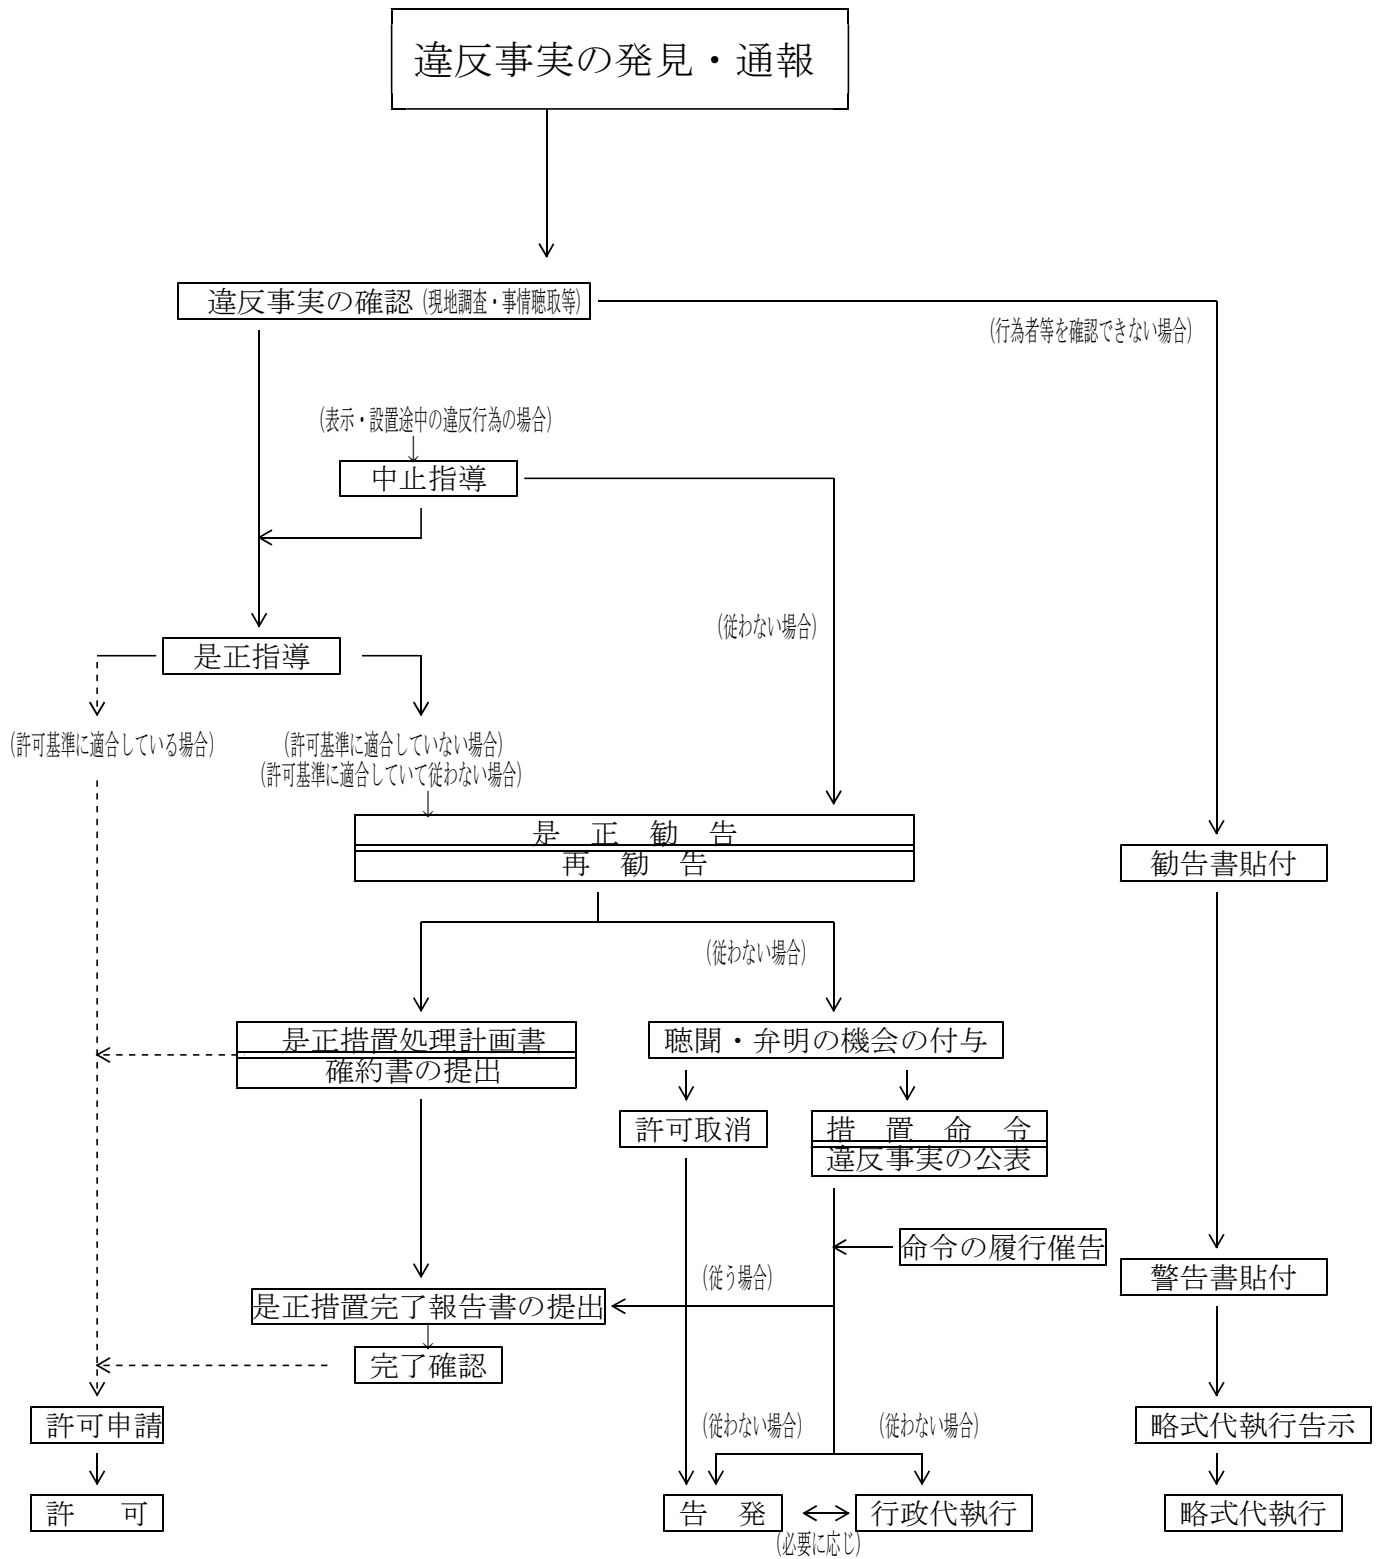 違反事実の発見・通報
違反事実の確認 (現地調査・事情聴取等)
(行為者等を確認できない場合)
(表示・設置途中の違反行為の場合)
中止指導
(従わない場合)
是正指導
(許可基準に適合している場合)
(許可基準に適合していない場合)
(許可基準に適合していて従わない場合)
是 正 勧 告
再 勧 告
勧告書貼付
(従わない場合)
是正措置処理計画書
確約書の提出
聴聞・弁明の機会の付与
許可取消
措 置 命 令
違反事実の公表
命令の履行催告
警告書貼付
(従う場合)
是正措置完了報告書の提出
完了確認
許可申請
(従わない場合)
(従わない場合)
略式代執行告示
許 可
告 発
行政代執行
略式代執行
(必要に応じ)